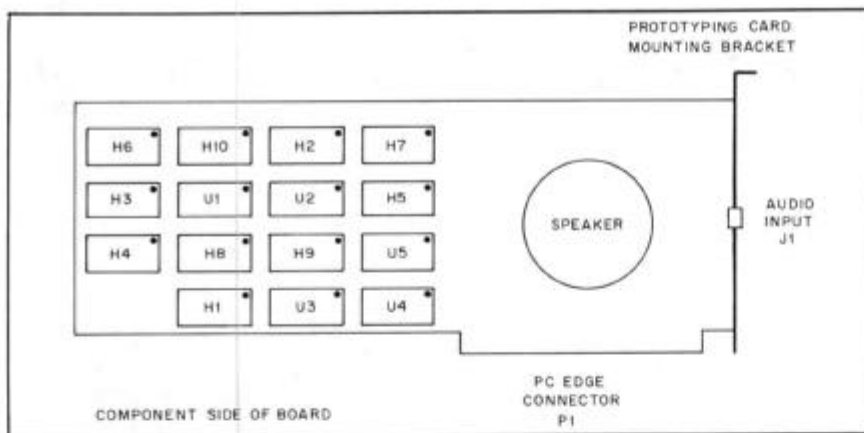 PROTOTYPING CARD
MOUNTING BRACKET
H6 H10 H2 H7
H3 U1 U2 H5
SPEAKER
AUDIO
INPUT
J1
H4 H8 H9 U5
H1 U3 U4
PC EDGE
CONNECTOR
P1
COMPONENT SIDE OF BOARD